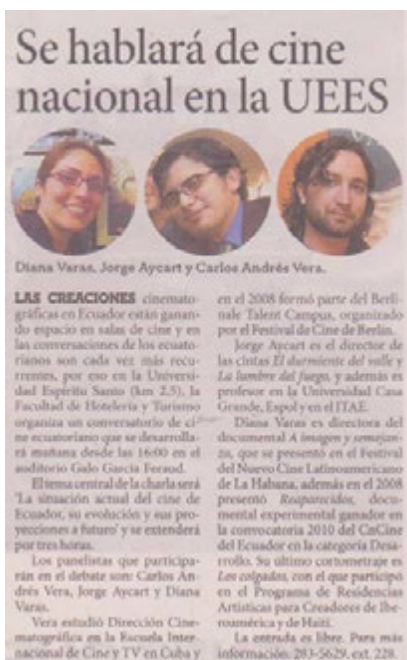 Se hablará de cine
nacional en la UEES
Diana Varas, Jorge Aycart y Carlos Andrés Vera.
LAS CREACIONES cinemato-
gráficas en Ecuador están ganan-
do espacio en salas de cine y en
las conversaciones de los ecuato-
rianos son cada vez más recu-
rrentes, por eso en la Universi-
dad Espíritu Santo (km 2,5), la
Facultad de Hotelería y Turismo
organiza un conversatorio de ci-
ne ecuatoriano que se desarrolla-
rá mañana desde las 16:00 en el
auditorio Galo García Feraud.
El tema central de la charla será
'La situación actual del cine de
Ecuador, su evolución y sus pro-
yecciones a futuro' y se extenderá
por tres horas.
Los panelistas que participa-
rán en el debate son: Carlos An-
drés Vera, Jorge Aycart y Diana
Varas.
Vera estudió Dirección Cine-
matográfica en la Escuela Inter-
nacional de Cine y TV en Cuba y
en el 2008 formó parte del Berli-
nale Talent Campus, organizado
por el Festival de Cine de Berlín.
Jorge Aycart es el director de
las cintas El durmiente del valle y
La lumbre del fuego, y además es
profesor en la Universidad Casa
Grande, Espol y en el ITAE.
Diana Varas es directora del
documental A imagen y semejan-
za, que se presentó en el Festival
del Nuevo Cine Latinoamericano
de La Habana, además en el 2008
presentó Reaparecidos, docu-
mental experimental ganador en
la convocatoria 2010 del CnCine
del Ecuador en la categoría Desa-
rrollo. Su último cortometraje es
Los colgados, con el que participó
en el Programa de Residencias
Artísticas para Creadores de Ibe-
roamérica y de Haití.
La entrada es libre. Para más
información: 283-5629, ext. 228.